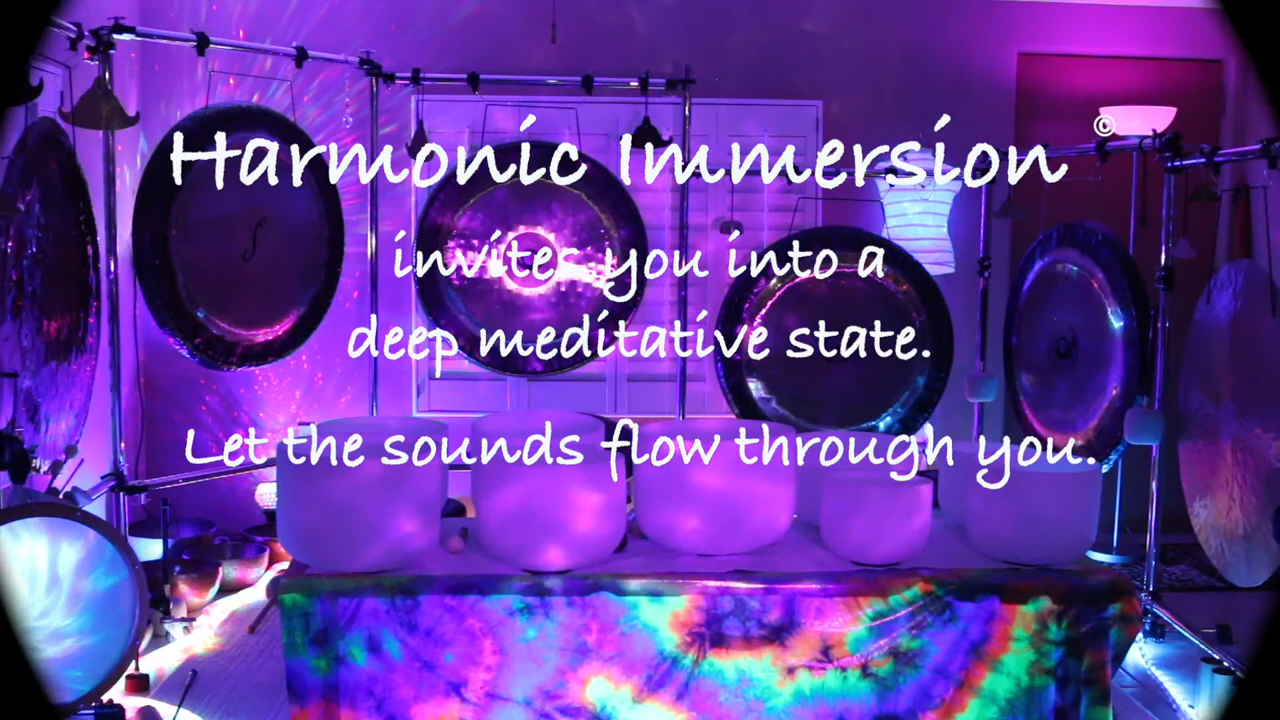 Harmonic Immersion ©
invites you into a
deep meditative state.
Let the sounds flow through you.